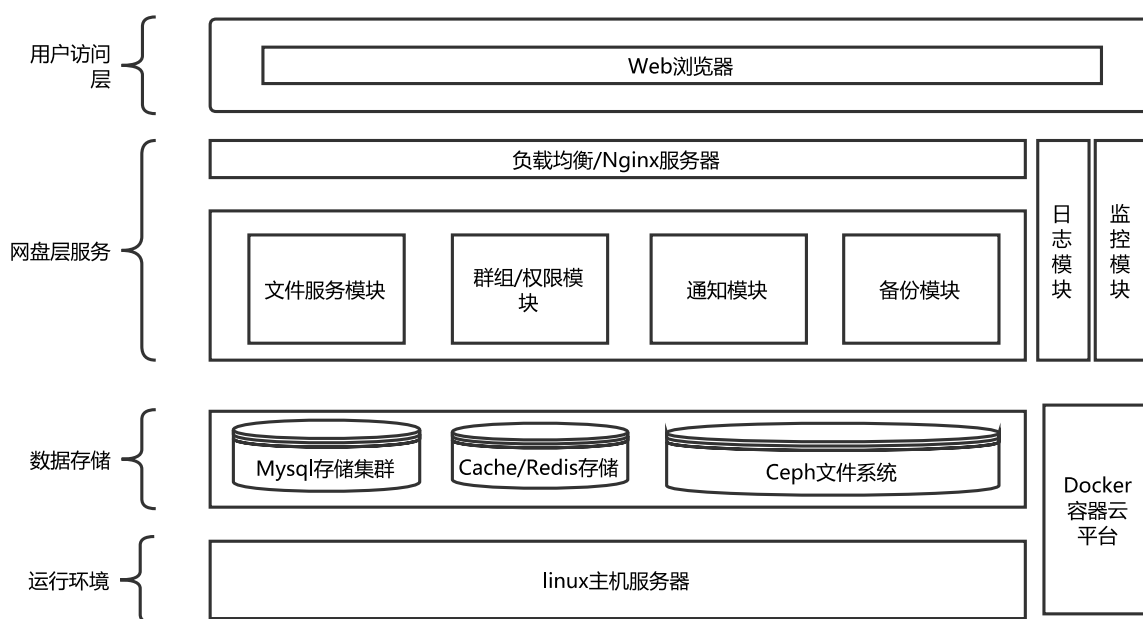 用户访问
层
Web浏览器
网盘层服务
负载均衡/Nginx服务器
文件服务模块
群组/权限模
块
通知模块
备份模块
日
志
模
块
监
控
模
块
数据存储
Mysql存储集群
Cache/Redis存储
Ceph文件系统
Docker
容器云
平台
运行环境
linux主机服务器